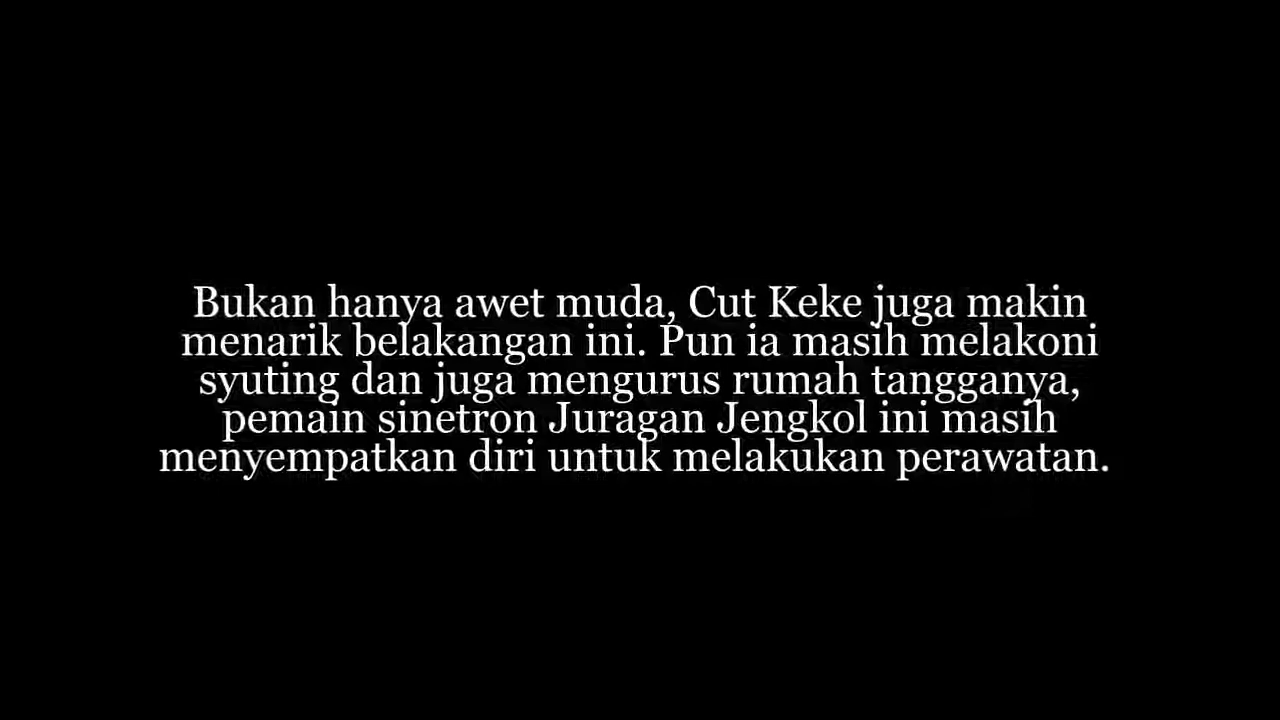 Bukan hanya awet muda, Cut Keke juga makin
menarik belakangan ini. Pun ia masih melakoni
syuting dan juga mengurus rumah tangganya,
pemain sinetron Juragan Jengkol ini masih
menyempatkan diri untuk melakukan perawatan.